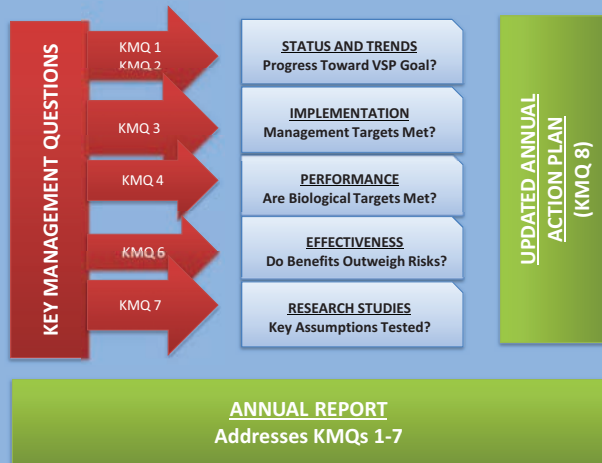 KEY MANAGEMENT QUESTIONS
KMQ 1
KMQ 2
KMQ 3
KMQ 4
KMQ 6
KMQ 7
STATUS AND TRENDS
Progress Toward VSP Goal?
IMPLEMENTATION
Management Targets Met?
PERFORMANCE
Are Biological Targets Met?
EFFECTIVENESS
Do Benefits Outweigh Risks?
RESEARCH STUDIES
Key Assumptions Tested?
UPDATED ANNUAL
ACTION PLAN
(KMQ 8)
ANNUAL REPORT
Addresses KMQs 1-7